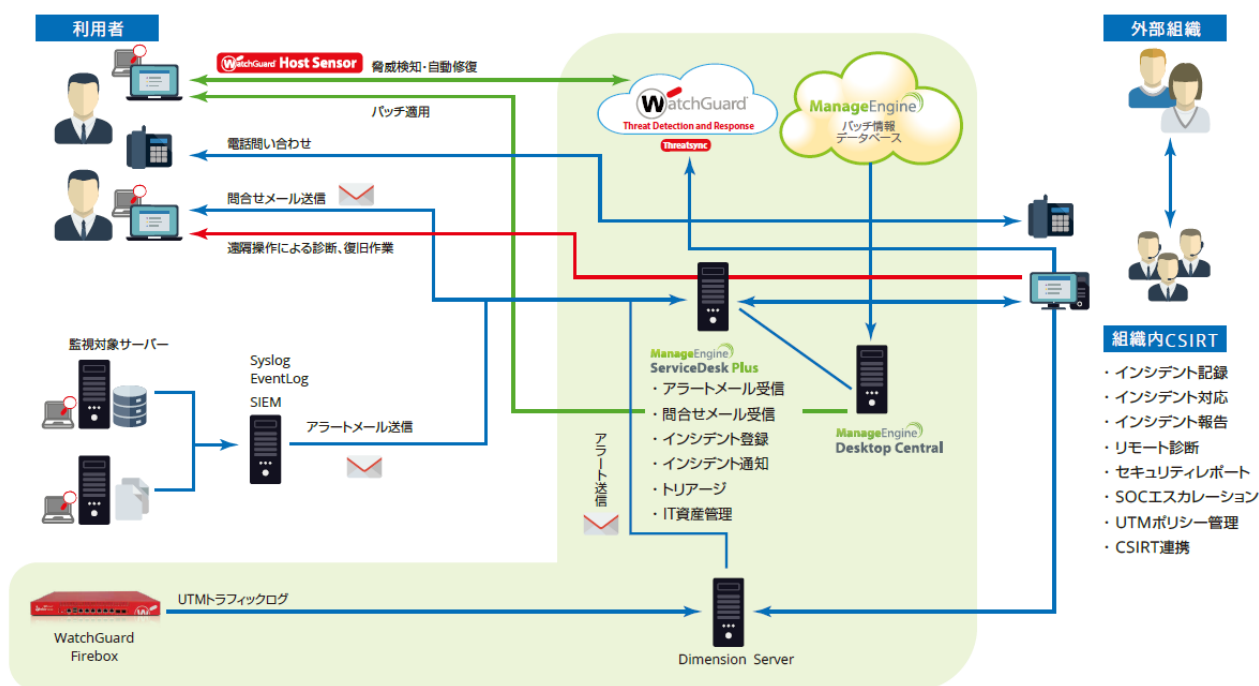 利用者
外部組織
WatchGuard Host Sensor
脅威検知・自動修復
パッチ適用
WatchGuard
Threat Detection and Response
Threatsync
ManageEngine
パッチ情報
データベース
電話問い合わせ
問合せメール送信
遠隔操作による診断、復旧作業
監視対象サーバー
Syslog
EventLog
SIEM
アラートメール送信
アラート送信
ManageEngine
ServiceDesk Plus
・アラートメール受信
・問合せメール受信
・インシデント登録
・インシデント通知
・トリアージ
・IT資産管理
ManageEngine
Desktop Central
組織内CSIRT
・インシデント記録
・インシデント対応
・インシデント報告
・リモート診断
・セキュリティレポート
・SOCエスカレーション
・UTMポリシー管理
・CSIRT連携
UTMトラフィックログ
WatchGuard
Firebox
Dimension Server